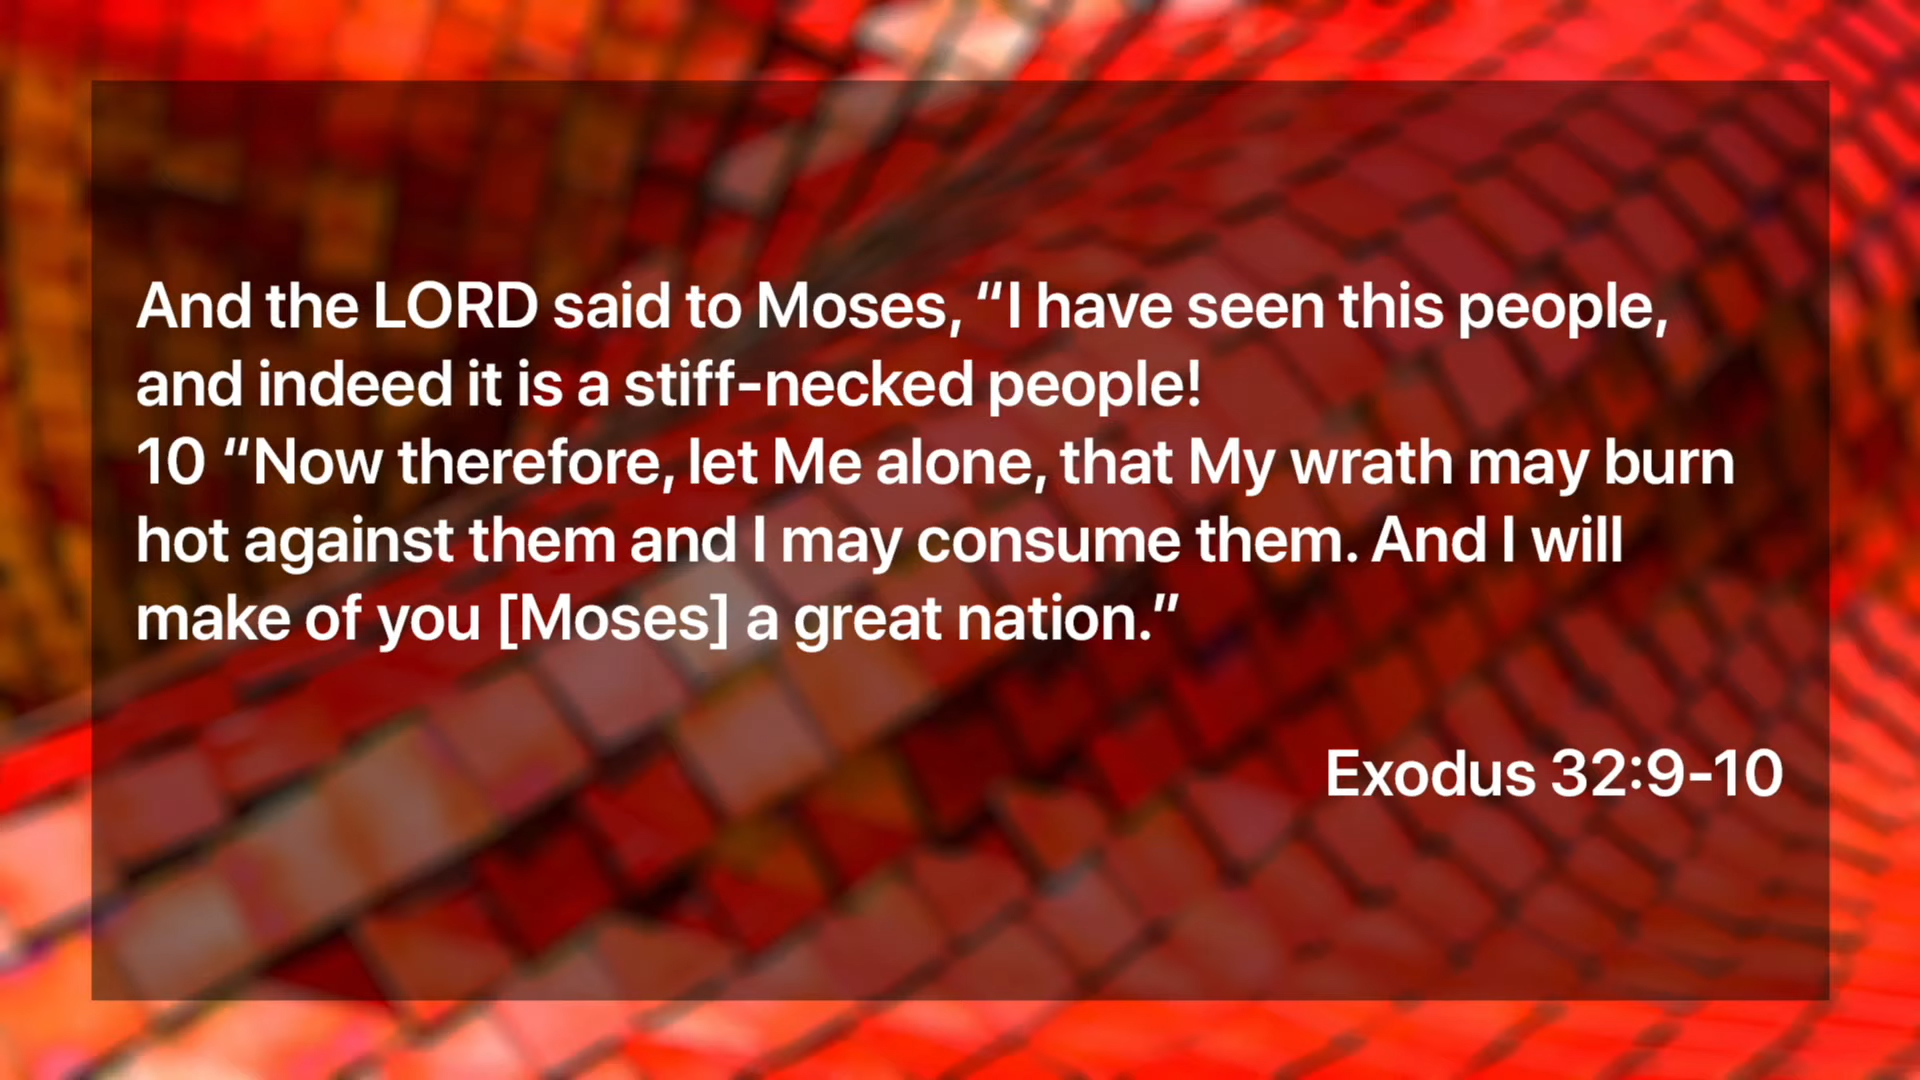 And the LORD said to Moses, “I have seen this people,
and indeed it is a stiff-necked people!
10 “Now therefore, let Me alone, that My wrath may burn
hot against them and I may consume them. And I will
make of you [Moses] a great nation.”
Exodus 32:9-10